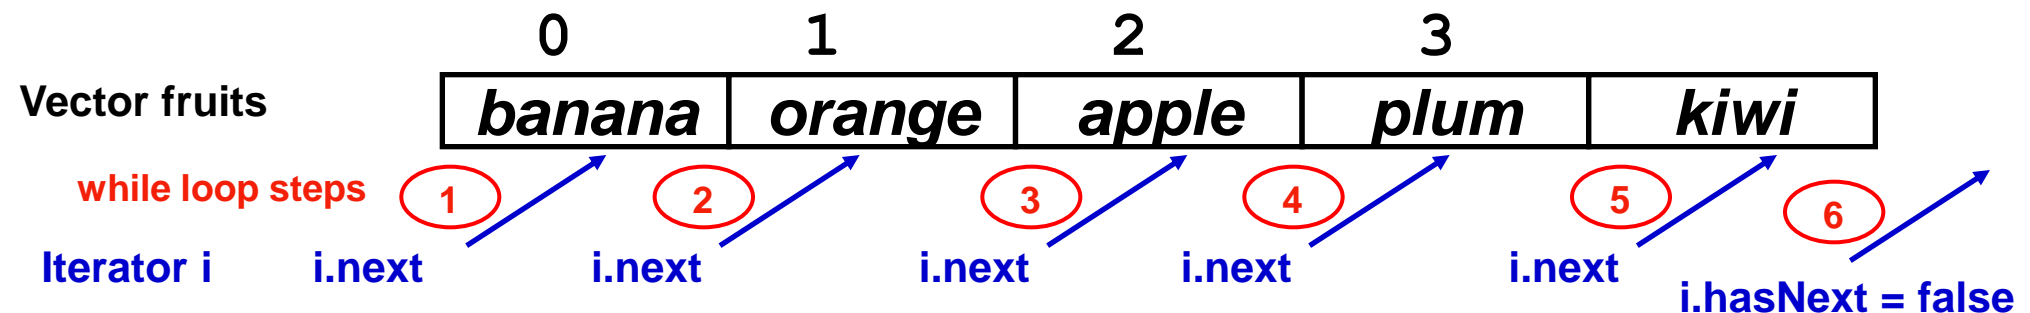 0 1 2 3
Vector fruits banana orange apple plum kiwi
while loop steps 1 2 3 4 5 6
Iterator i i.next i.next i.next i.next i.next
i.hasNext = false